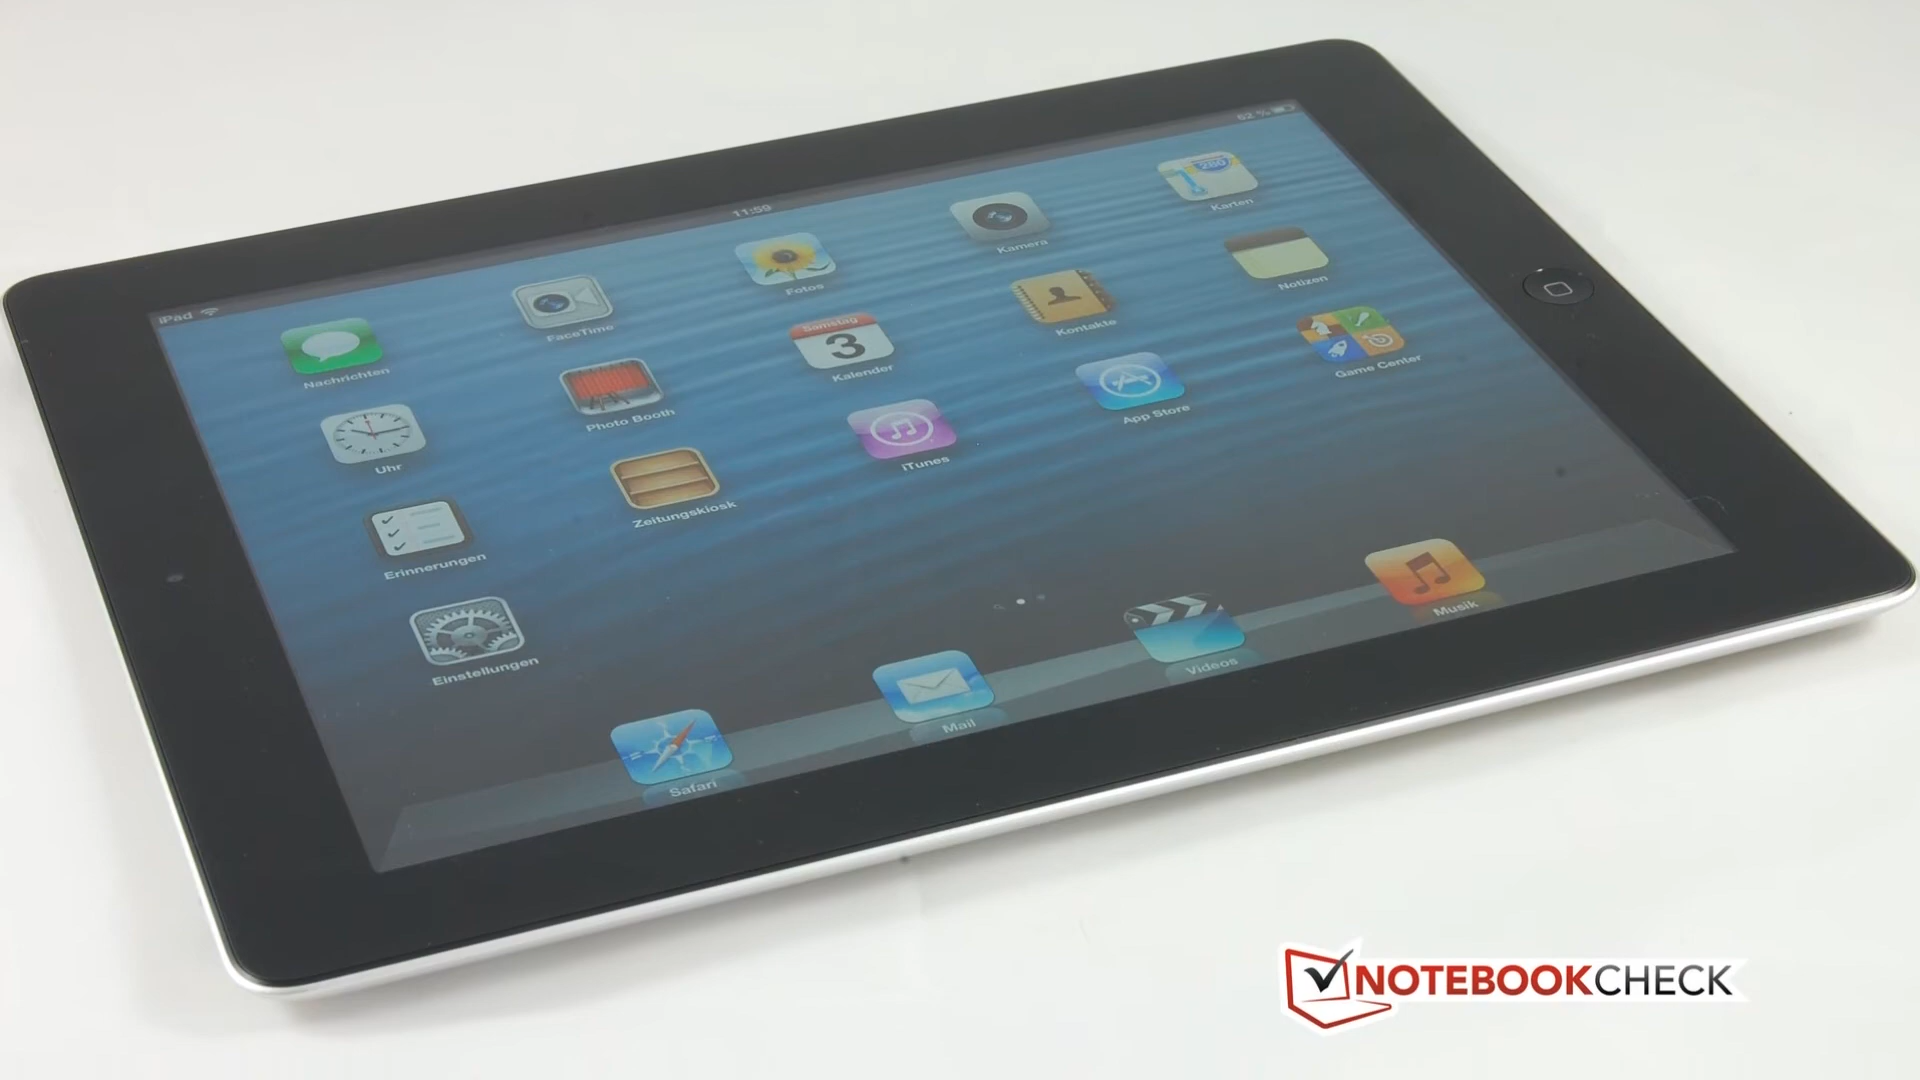 iPad
11:59
62 %
Nachrichten
FaceTime
Fotos
Kamera
280
Karten
Uhr
Photo Booth
Samstag
3
Kalender
Kontakte
Notizen
Erinnerungen
Zeitungskiosk
iTunes
App Store
Game Center
Einstellungen
Safari
Mail
Videos
Musik
NOTEBOOKCHECK